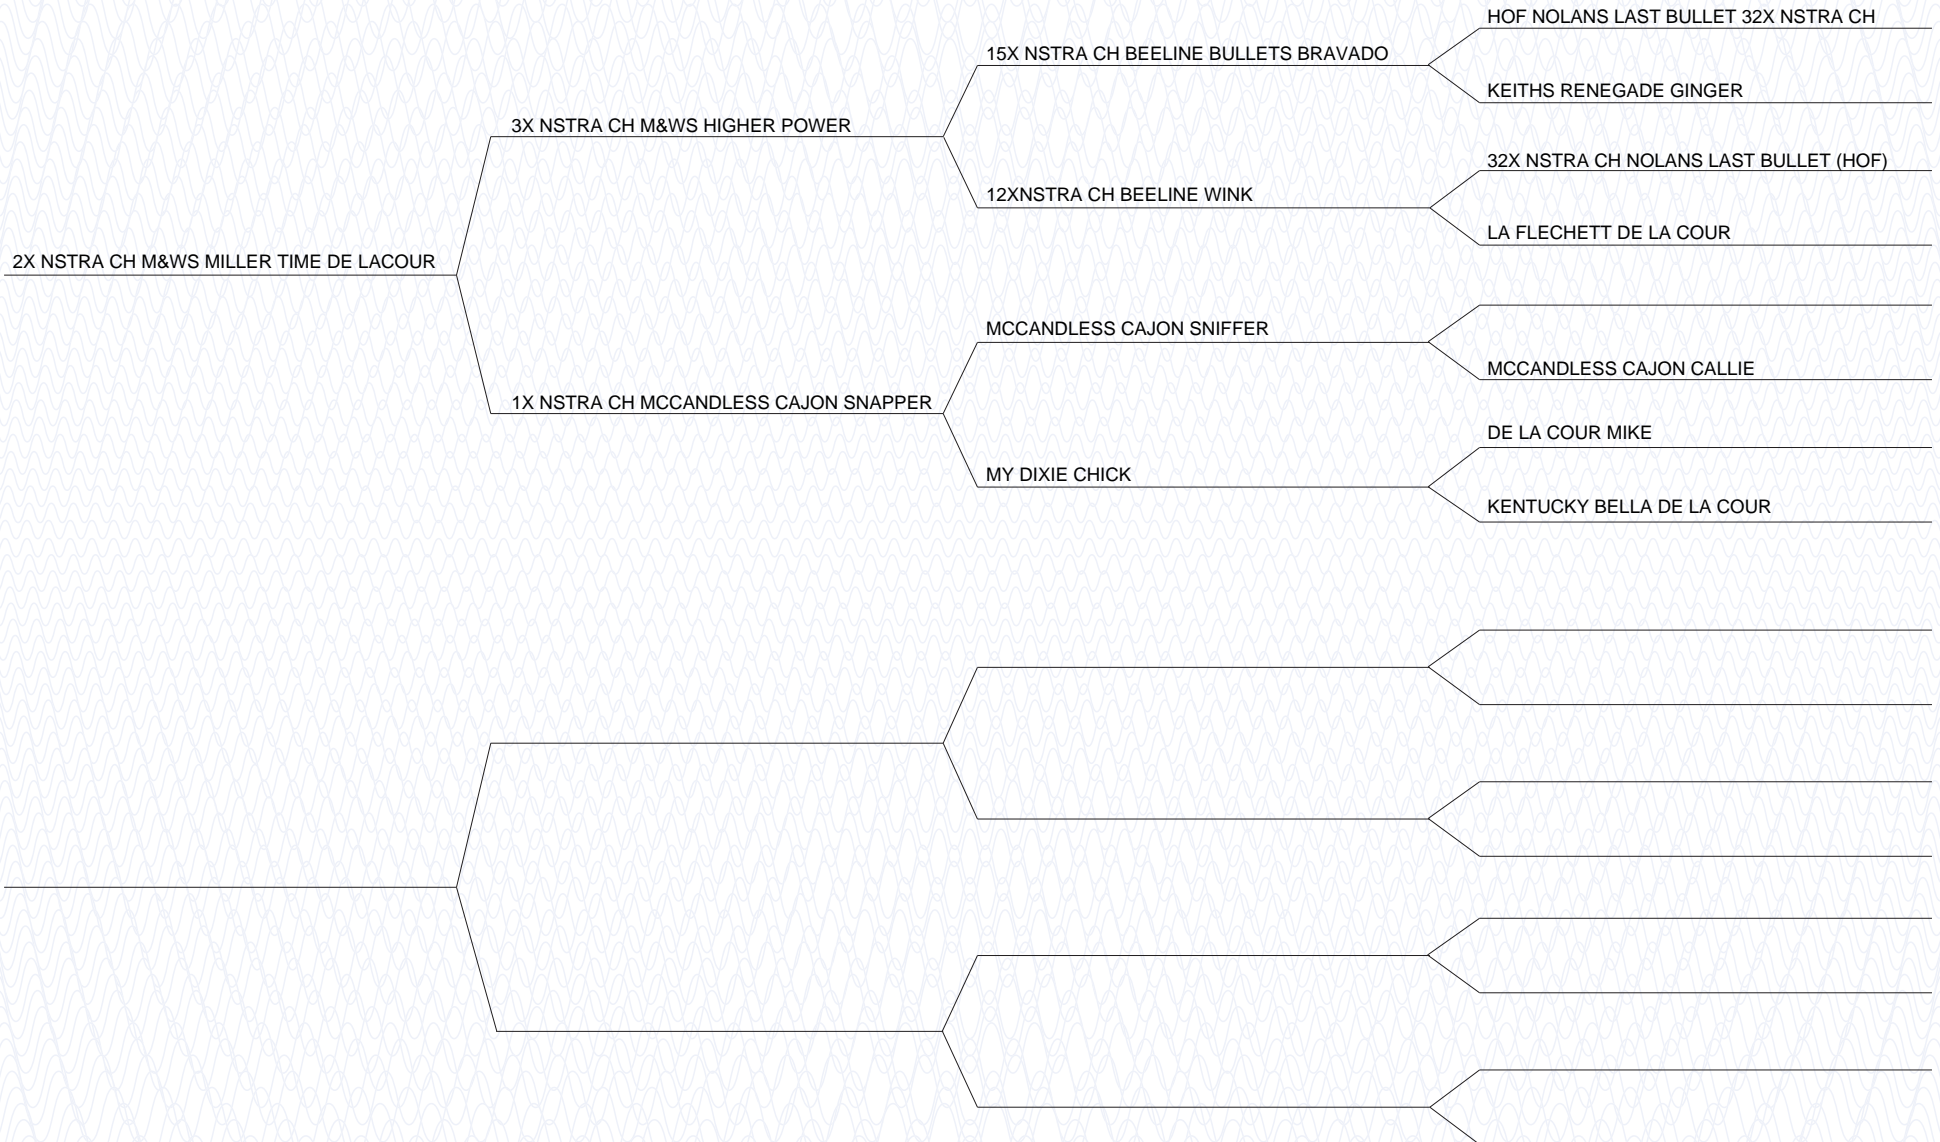 HOF NOLANS LAST BULLET 32X NSTRA CH
15X NSTRA CH BEELINE BULLETS BRAVADO
KEITHS RENEGADE GINGER
3X NSTRA CH M&WS HIGHER POWER
32X NSTRA CH NOLANS LAST BULLET (HOF)
12XNSTRA CH BEELINE WINK
LA FLECHETT DE LA COUR
2X NSTRA CH M&WS MILLER TIME DE LACOUR
MCCANDLESS CAJON SNIFFER
MCCANDLESS CAJON CALLIE
1X NSTRA CH MCCANDLESS CAJON SNAPPER
DE LA COUR MIKE
MY DIXIE CHICK
KENTUCKY BELLA DE LA COUR